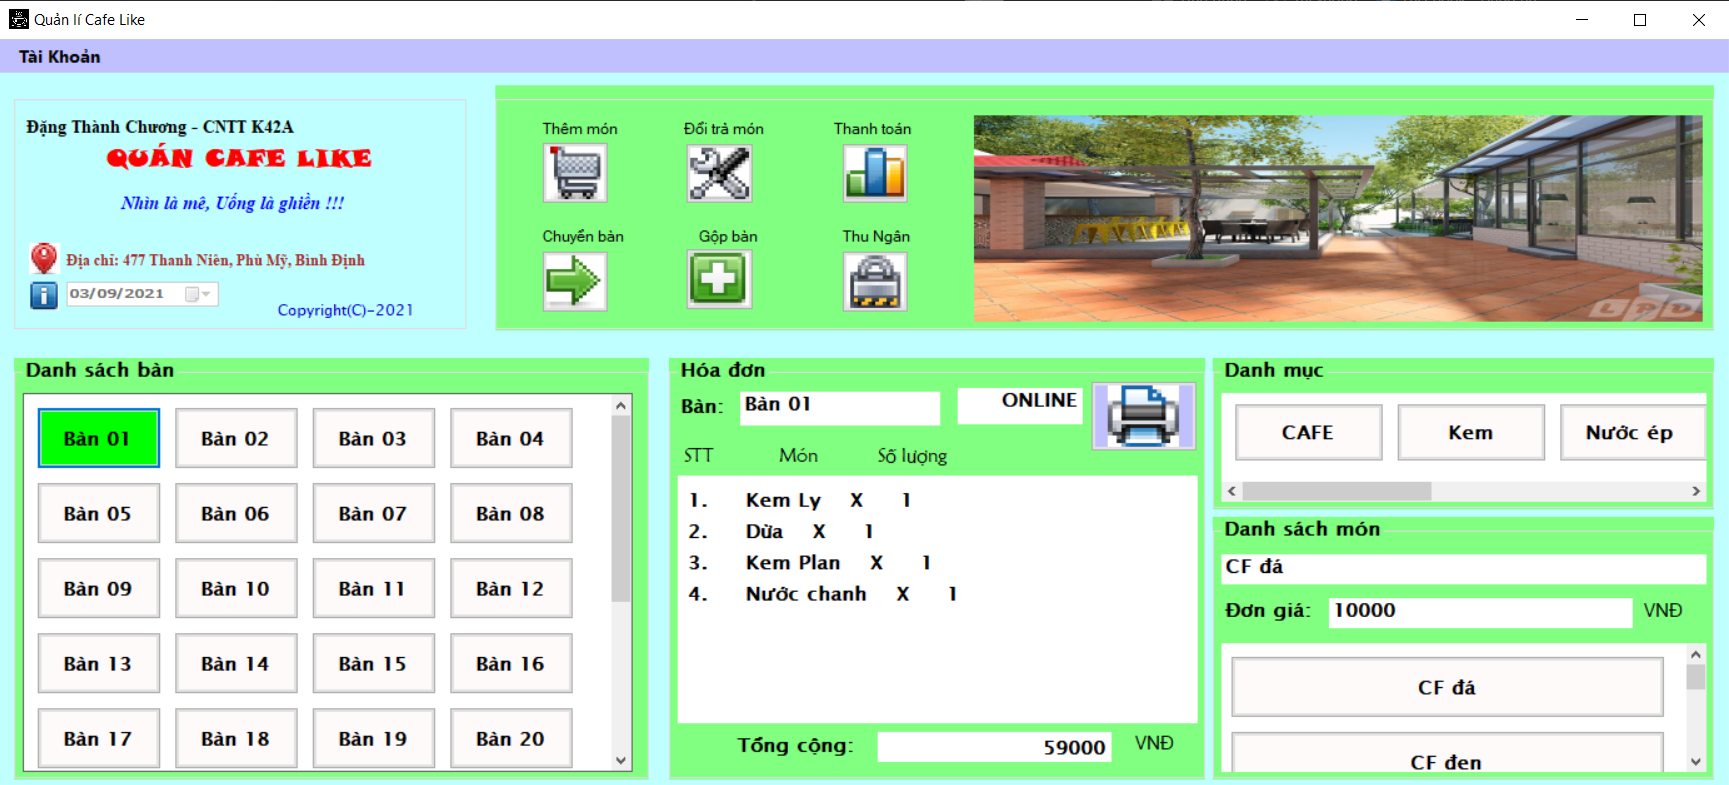 Quản lí Cafe Like
Tài Khoản
Đặng Thành Chương - CNTT K42A
QUÁN CAFE LIKE
Nhìn là mê, Uống là ghiền !!!
Địa chỉ: 477 Thanh Niên, Phù Mỹ, Bình Định
03/09/2021
Copyright(C)-2021
Thêm món
Đổi trả món
Thanh toán
Chuyển bàn
Gộp bàn
Thu Ngân
LPD
Danh sách bàn
Bàn 01
Bàn 02
Bàn 03
Bàn 04
Bàn 05
Bàn 06
Bàn 07
Bàn 08
Bàn 09
Bàn 10
Bàn 11
Bàn 12
Bàn 13
Bàn 14
Bàn 15
Bàn 16
Bàn 17
Bàn 18
Bàn 19
Bàn 20
Hóa đơn
Bàn: Bàn 01 ONLINE
STT Món Số lượng
1. Kem Ly X 1
2. Dừa X 1
3. Kem Plan X 1
4. Nước chanh X 1
Tổng cộng: 59000 VNĐ
Danh mục
CAFE
Kem
Nước ép
Danh sách món
CF đá
Đơn giá: 10000 VNĐ
CF đá
CF đen